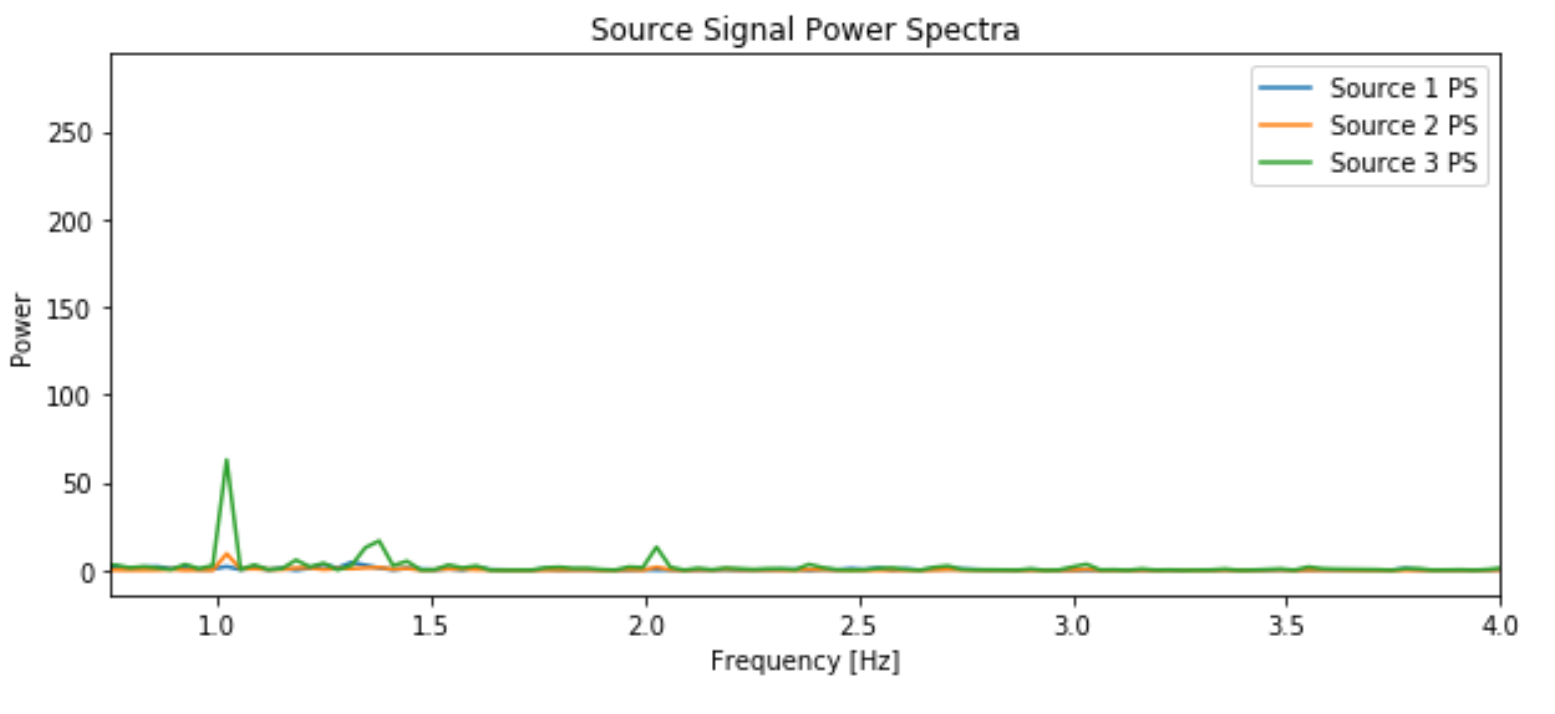 Source Signal Power Spectra
Source 1 PS
Source 2 PS
Source 3 PS
250
200
150
100
50
0
Power
1.0 1.5 2.0 2.5 3.0 3.5 4.0
Frequency [Hz]